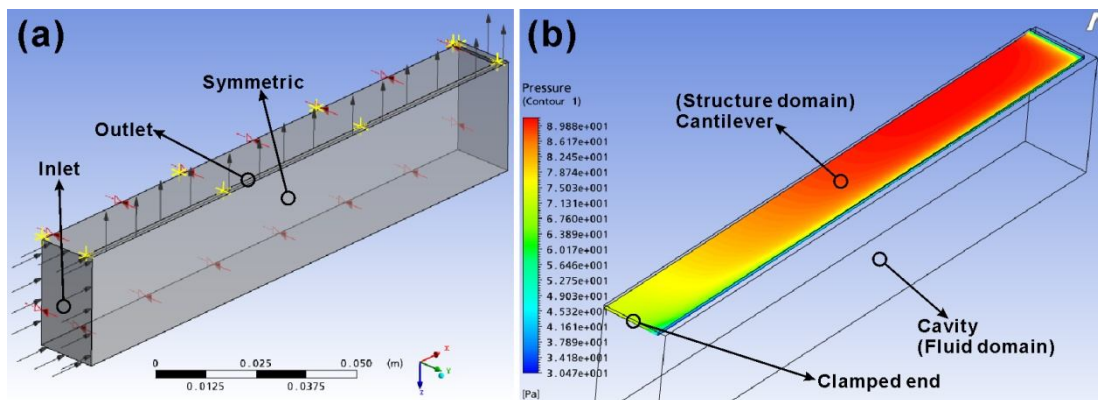 (a)
Symmetric
Outlet
Inlet
0 0.025 0.050 (m)
0.0125 0.0375
X
Y
Z
(b)
Pressure
(Contour 1)
8.988e+001
8.617e+001
8.245e+001
7.874e+001
7.503e+001
7.131e+001
6.760e+001
6.389e+001
6.017e+001
5.646e+001
5.275e+001
4.903e+001
4.532e+001
4.161e+001
3.789e+001
3.418e+001
3.047e+001
[Pa]
(Structure domain)
Cantilever
Cavity
(Fluid domain)
Clamped end